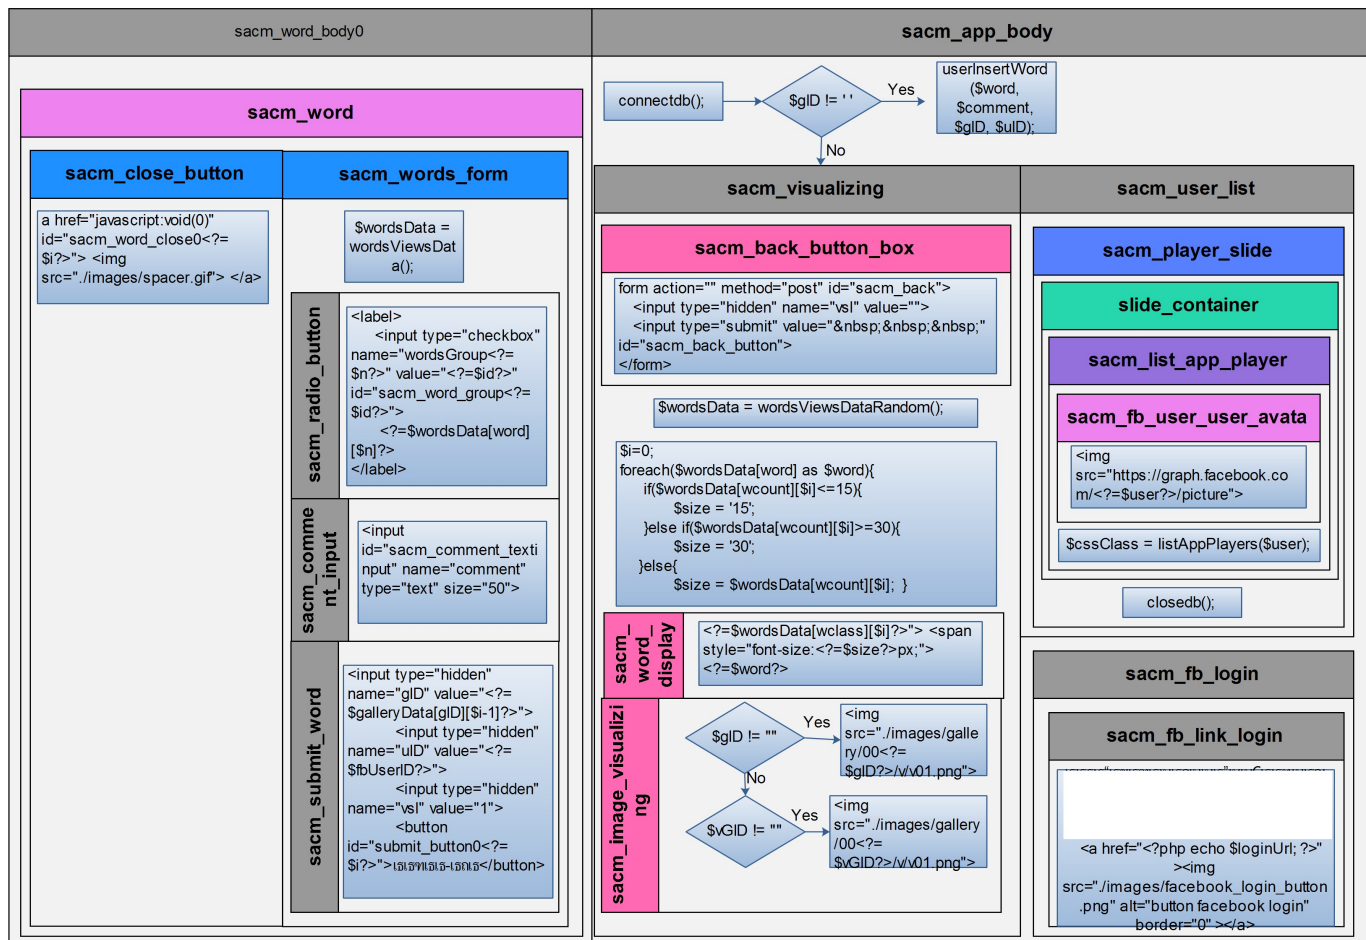 sacm_word_body0
sacm_app_body
sacm_word
sacm_close_button
sacm_words_form
a href="javascript:void(0)"
id="sacm_word_close0<?=
$i?>"> <img
src="./images/spacer.gif"> </a>
$wordsData =
wordsViewsDat
a();
sacm_radio_button
<label>
<input type="checkbox"
name="wordsGroup<?=
$n?>" value="<?=$id?>"
id="sacm_word_group<?=
$id?>">
<?=$wordsData[word]
[$n]?>
</label>
sacm_comme
nt_input
<input
id="sacm_comment_texti
nput" name="comment"
type="text" size="50">
sacm_submit_word
<input type="hidden"
name="gID" value="<?=
$galleryData[gID][$i-1]?>">
<input type="hidden"
name="uID" value="<?=
$fbUserID?>">
<input type="hidden"
name="vsl" value="1">
<button
id="submit_button0<?=
$i?>"></button>
connectdb();
$gID != ' '
Yes
userInsertWord
($word,
$comment,
$gID, $uID);
No
sacm_visualizing
sacm_back_button_box
form action="" method="post" id="sacm_back">
<input type="hidden" name="vsl" value="">
<input type="submit" value="&nbsp;&nbsp;&nbsp;"
id="sacm_back_button">
</form>
$wordsData = wordsViewsDataRandom();
$i=0;
foreach($wordsData[word] as $word){
if($wordsData[wcount][$i]<=15){
$size = '15';
}else if($wordsData[wcount][$i]>=30){
$size = '30';
}else{
$size = $wordsData[wcount][$i]; }
sacm_
word_
display
<?=$wordsData[wclass][$i]?>"> <span
style="font-size:<?=$size?>px;">
<?=$word?>
sacm_image_visualizi
ng
$gID != ""
Yes
<img
src="./images/galle
ry/00<?=
$gID?>/v/v01.png">
No
$vGID != ""
Yes
<img
src="./images/gallery
/00<?=
$vGID?>/v/v01.png">
sacm_user_list
sacm_player_slide
slide_container
sacm_list_app_player
sacm_fb_user_user_avata
<img
src="https://graph.facebook.co
m/<?=$user?>/picture">
$cssClass = listAppPlayers($user);
closedb();
sacm_fb_login
sacm_fb_link_login
<a href="<?php echo $loginUrl; ?>"
><img
src="./images/facebook_login_button
.png" alt="button facebook login"
border="0" ></a>